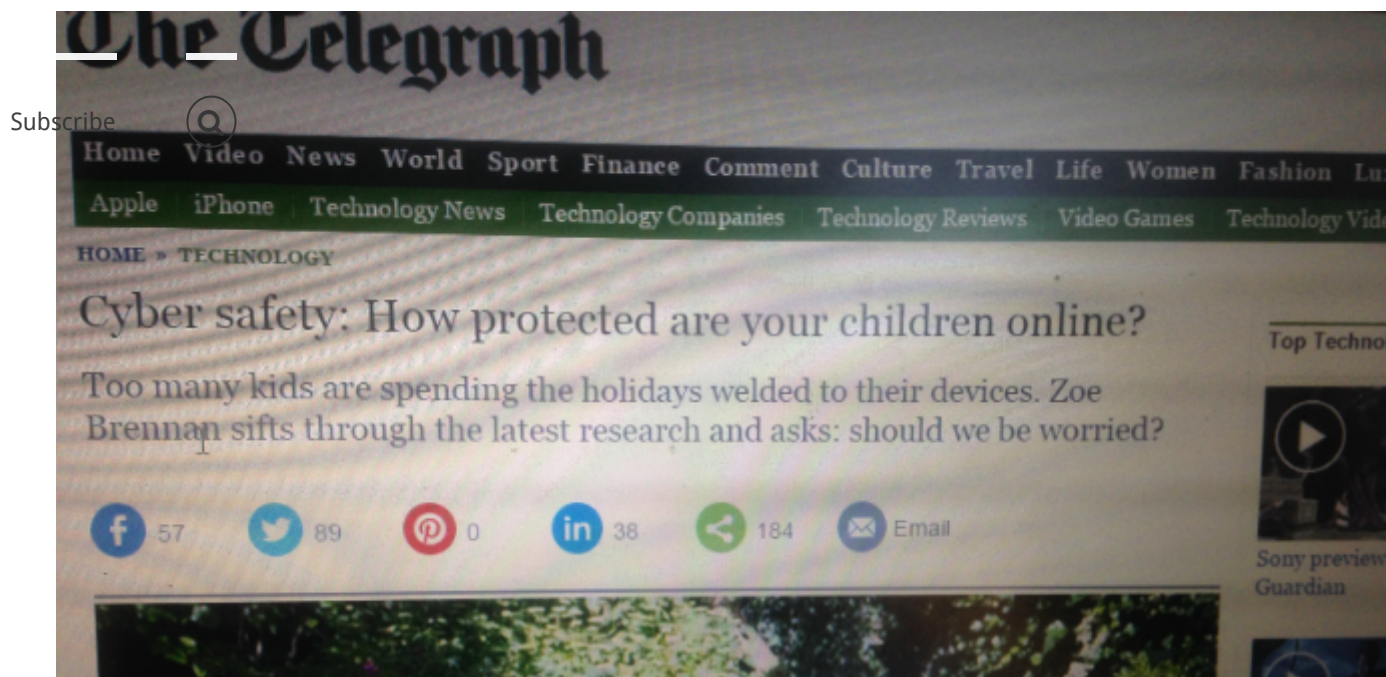 The Telegraph
Subscribe
Home Video News World Sport Finance Comment Culture Travel Life Women Fashion
Apple iPhone Technology News Technology Companies Technology Reviews Video Games Technology
HOME » TECHNOLOGY
Cyber safety: How protected are your children online?
Top
Too many kids are spending the holidays welded to their devices. Zoe
Brennan sifts through the latest research and asks: should we be worried?
57 89 0 38 184 Email
Sony preview
Guardian